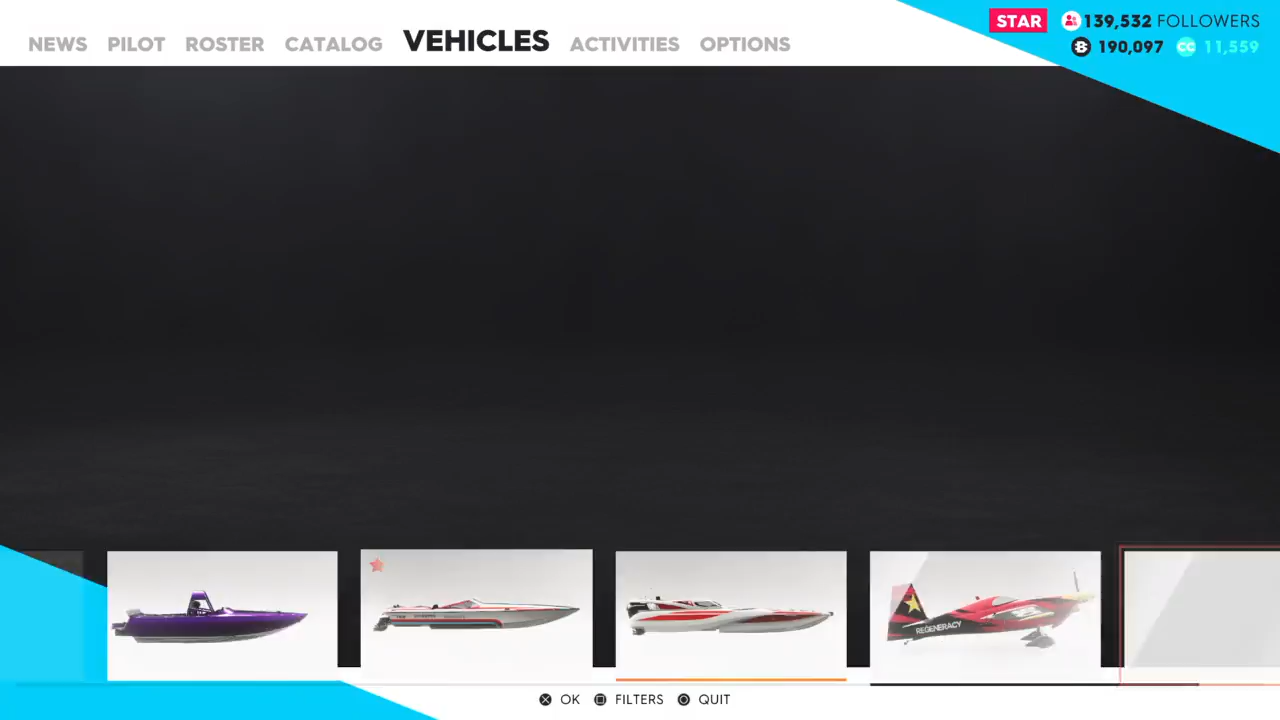 NEWS PILOT ROSTER CATALOG VEHICLES ACTIVITIES OPTIONS
STAR 139,532 FOLLOWERS
190,097 CC 11,559
REGENERACY
OK FILTERS QUIT